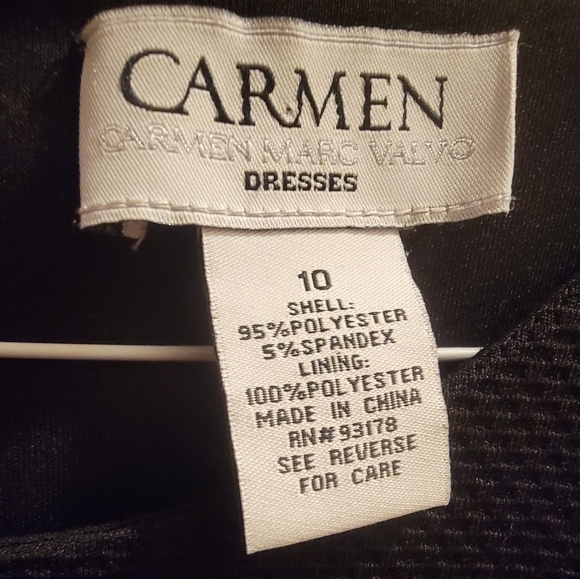 CARMEN
CARMEN MARC VALVO
DRESSES
10
SHELL:
95%POLYESTER
5%SPANDEX
LINING:
100%POLYESTER
MADE IN CHINA
RN#93178
SEE REVERSE
FOR CARE